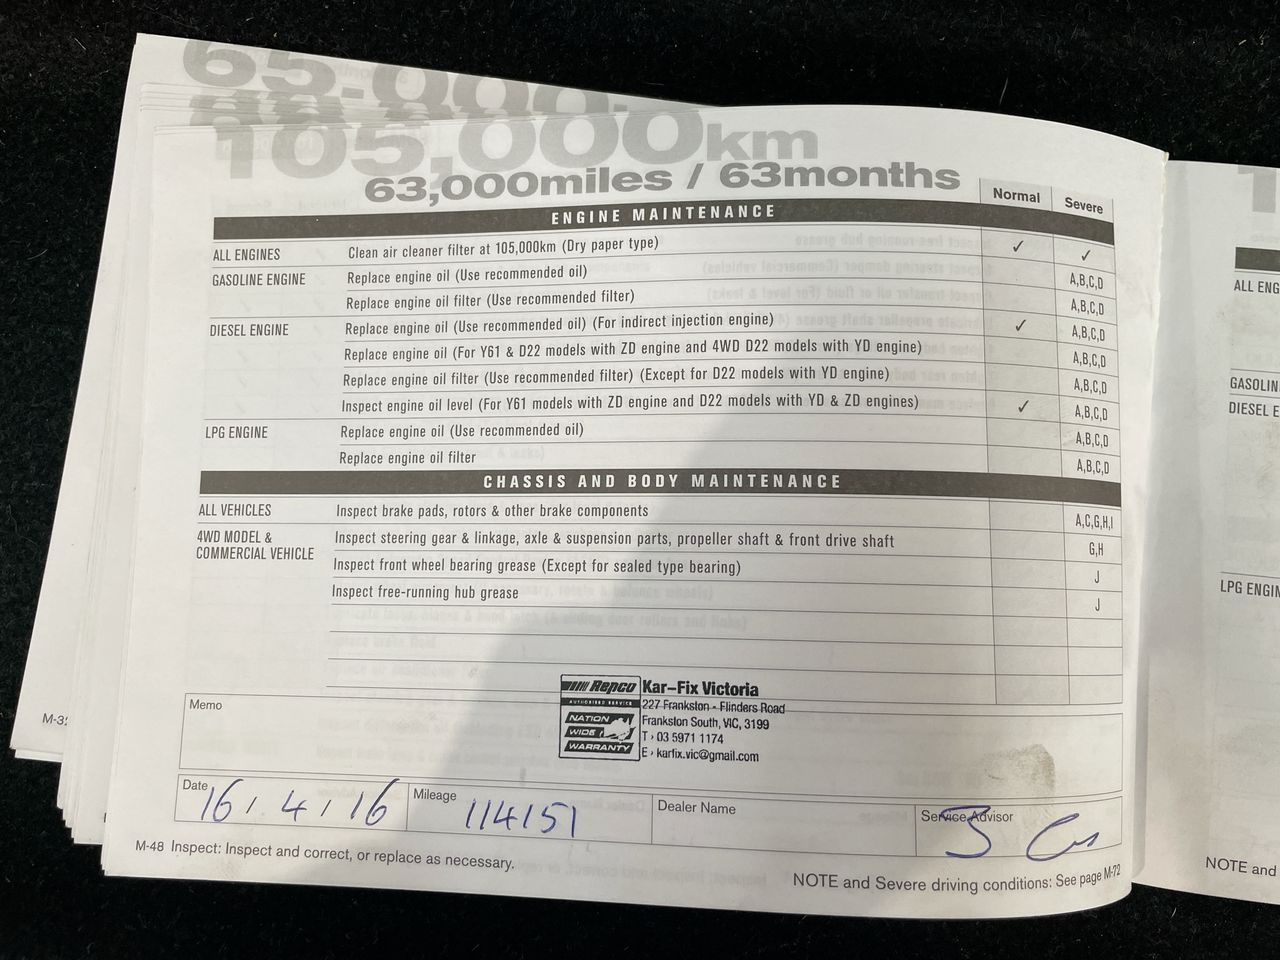 65,000
105,000km
63,000miles / 63months
Normal Severe
ENGINE MAINTENANCE
ALL ENGINES Clean air cleaner filter at 105,000km (Dry paper type) ✓ ✓
GASOLINE ENGINE Replace engine oil (Use recommended oil) A,B,C,D
Replace engine oil filter (Use recommended filter) A,B,C,D
DIESEL ENGINE Replace engine oil (Use recommended oil) (For indirect injection engine) ✓ A,B,C,D
Replace engine oil (For Y61 & D22 models with ZD engine and 4WD D22 models with YD engine) A,B,C,D
Replace engine oil filter (Use recommended filter) (Except for D22 models with YD engine) A,B,C,D
Inspect engine oil level (For Y61 models with ZD engine and D22 models with YD & ZD engines) ✓ A,B,C,D
LPG ENGINE Replace engine oil (Use recommended oil) A,B,C,D
Replace engine oil filter A,B,C,D
CHASSIS AND BODY MAINTENANCE
ALL VEHICLES Inspect brake pads, rotors & other brake components A,C,G,H,I
4WD MODEL & Inspect steering gear & linkage, axle & suspension parts, propeller shaft & front drive shaft G,H
COMMERCIAL VEHICLE Inspect front wheel bearing grease (Except for sealed type bearing) J
Inspect free-running hub grease J
Memo
Repco
AUTHORISED SERVICE
NATION
WIDE
WARRANTY
Kar-Fix Victoria
227 Frankston - Flinders Road
Frankston South, VIC, 3199
T › 03 5971 1174
E › karfix.vic@gmail.com
Date 16 / 4 / 16 Mileage 114151 Dealer Name Service Advisor
M-48 Inspect: Inspect and correct, or replace as necessary.
NOTE and Severe driving conditions: See page M-72
ALL ENG
GASOLIN
DIESEL E
LPG ENGIN
NOTE and